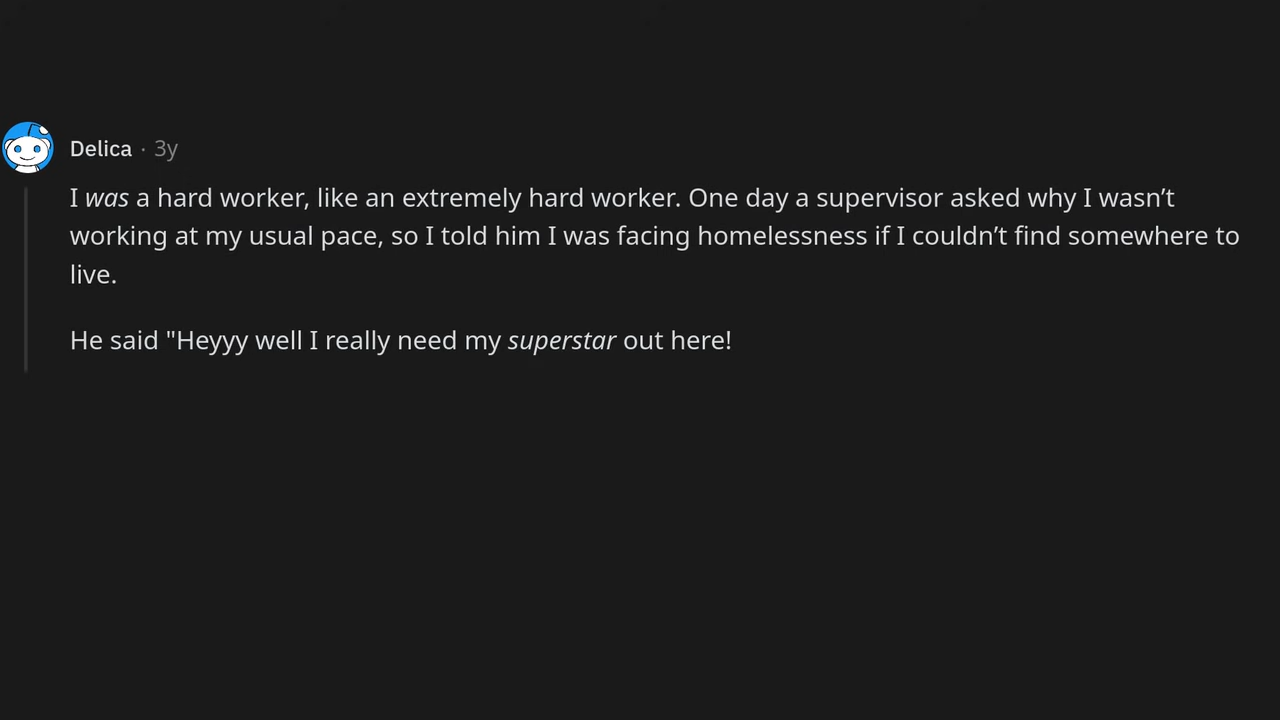 Delica · 3y
I was a hard worker, like an extremely hard worker. One day a supervisor asked why I wasn’t
working at my usual pace, so I told him I was facing homelessness if I couldn’t find somewhere to
live.
He said "Heyyy well I really need my superstar out here!